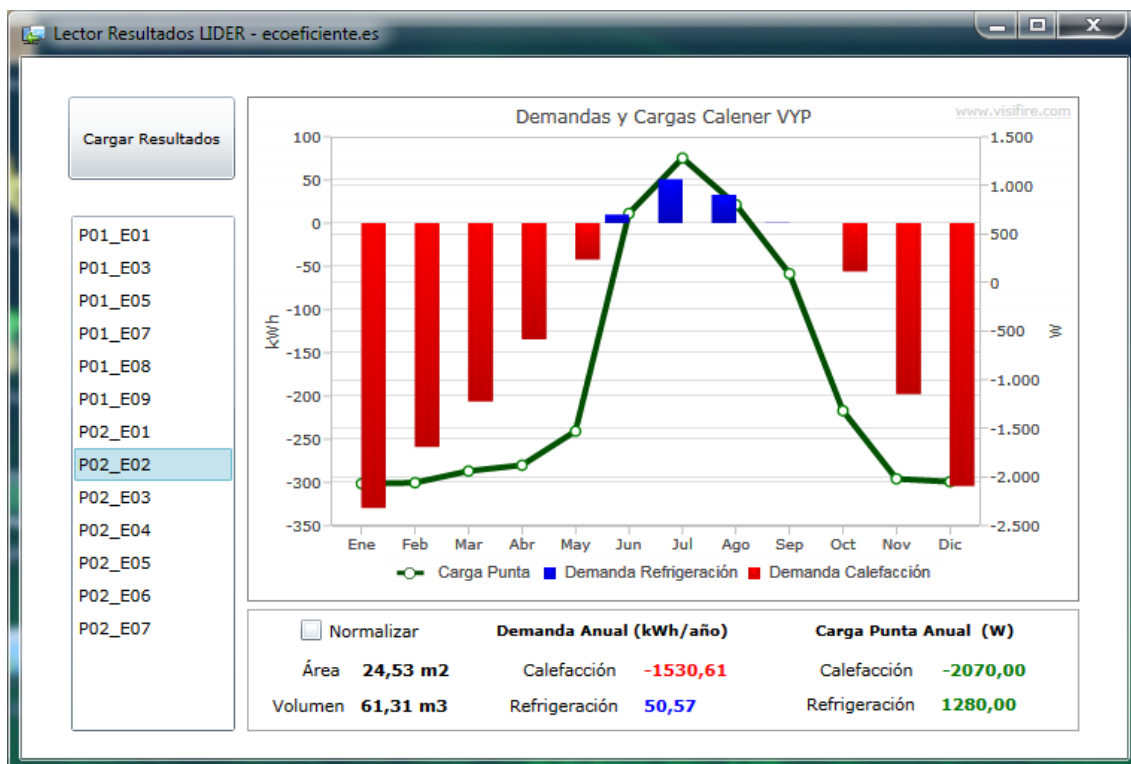 Lector Resultados LIDER - ecoeficiente.es
Cargar Resultados
P01_E01
P01_E03
P01_E05
P01_E07
P01_E08
P01_E09
P02_E01
P02_E02
P02_E03
P02_E04
P02_E05
P02_E06
P02_E07
Demandas y Cargas Calener VYP
www.visifire.com
100
50
0
-50
-100
-150
-200
-250
-300
-350
kWh
1.500
1.000
500
0
-500
-1.000
-1.500
-2.000
-2.500
W
Ene Feb Mar Abr May Jun Jul Ago Sep Oct Nov Dic
Carga Punta Demanda Refrigeración Demanda Calefacción
Normalizar Demanda Anual (kWh/año) Carga Punta Anual (W)
Área 24,53 m2 Calefacción -1530,61 Calefacción -2070,00
Volumen 61,31 m3 Refrigeración 50,57 Refrigeración 1280,00